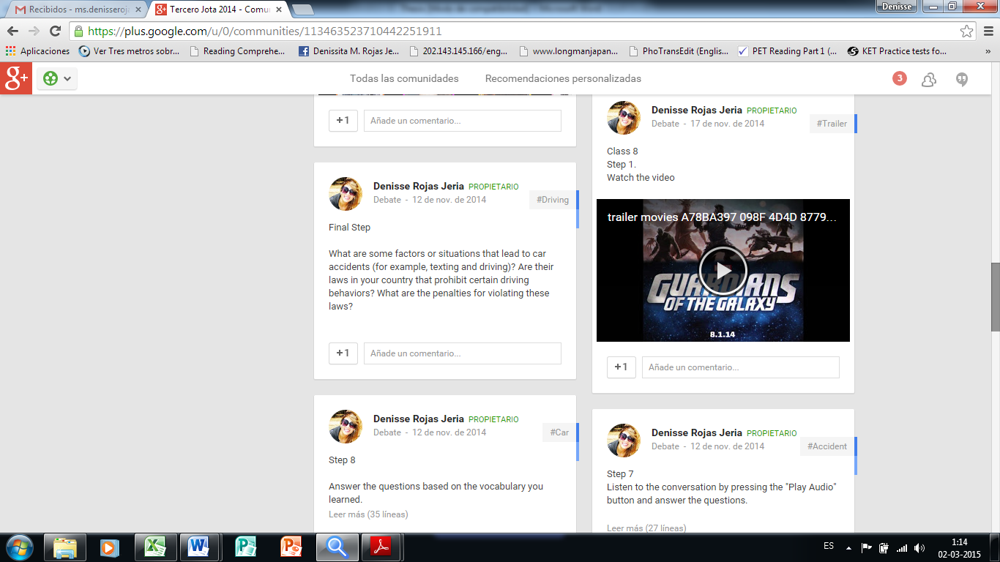 Recibidos - ms.denisseroja
Tercero Jota 2014 - Comun
Denisse
https://plus.google.com/u/0/communities/113463523710442251911
Aplicaciones
Ver Tres metros sobr...
Reading Comprehe...
Denissita M. Rojas Je...
202.143.145.166/eng...
www.longmanjapan...
PhoTransEdit (Englis...
PET Reading Part 1 (...
KET Practice tests fo...
»
g+
Todas las comunidades
Recomendaciones personalizadas
3
+1
Añade un comentario...
Denisse Rojas Jeria PROPIETARIO
Debate - 12 de nov. de 2014
#Driving
Final Step
What are some factors or situations that lead to car
accidents (for example, texting and driving)? Are their
laws in your country that prohibit certain driving
behaviors? What are the penalties for violating these
laws?
+1
Añade un comentario...
Denisse Rojas Jeria PROPIETARIO
Debate - 12 de nov. de 2014
#Car
Step 8
Answer the questions based on the vocabulary you
learned.
Leer más (35 líneas)
Denisse Rojas Jeria PROPIETARIO
Debate - 17 de nov. de 2014
#Trailer
Class 8
Step 1.
Watch the video
trailer movies A78BA397 098F 4D4D 8779...
GUARDIANS
OF THE GALAXY
8.1.14
+1
Añade un comentario...
Denisse Rojas Jeria PROPIETARIO
Debate - 12 de nov. de 2014
#Accident
Step 7
Listen to the conversation by pressing the "Play Audio"
button and answer the questions.
Leer más (27 líneas)
ES
1:14
02-03-2015